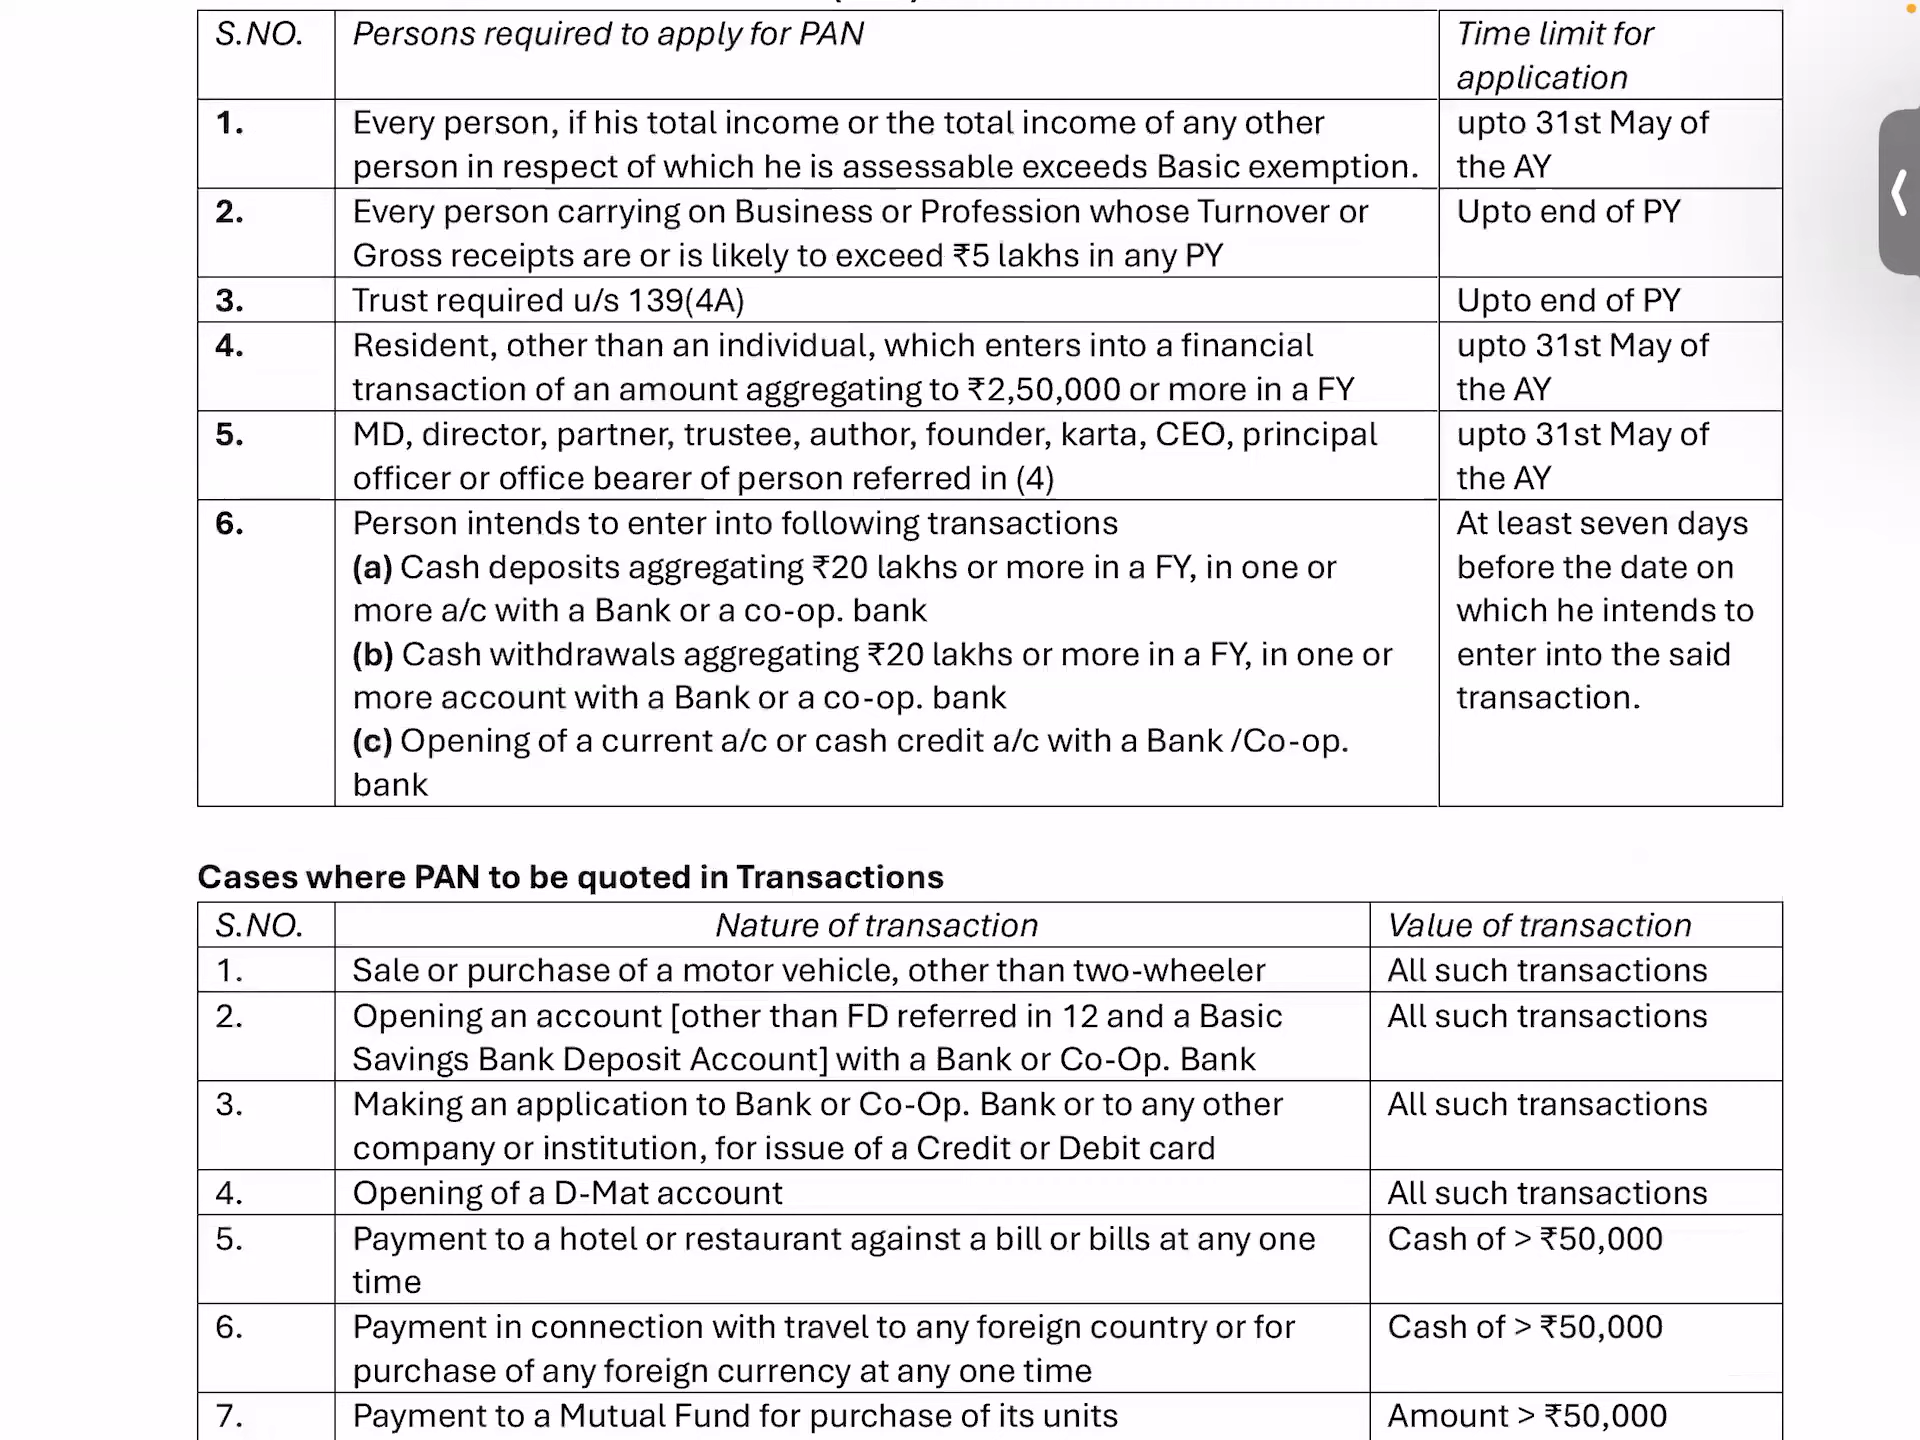 S.NO.
Persons required to apply for PAN
Time limit for
application
1.
Every person, if his total income or the total income of any other
person in respect of which he is assessable exceeds Basic exemption.
upto 31st May of
the AY
2.
Every person carrying on Business or Profession whose Turnover or
Gross receipts are or is likely to exceed ₹5 lakhs in any PY
Upto end of PY
3.
Trust required u/s 139(4A)
Upto end of PY
4.
Resident, other than an individual, which enters into a financial
transaction of an amount aggregating to ₹2,50,000 or more in a FY
upto 31st May of
the AY
5.
MD, director, partner, trustee, author, founder, karta, CEO, principal
officer or office bearer of person referred in (4)
upto 31st May of
the AY
6.
Person intends to enter into following transactions
(a) Cash deposits aggregating ₹20 lakhs or more in a FY, in one or
more a/c with a Bank or a co-op. bank
(b) Cash withdrawals aggregating ₹20 lakhs or more in a FY, in one or
more account with a Bank or a co-op. bank
(c) Opening of a current a/c or cash credit a/c with a Bank /Co-op.
bank
At least seven days
before the date on
which he intends to
enter into the said
transaction.
Cases where PAN to be quoted in Transactions
S.NO.
Nature of transaction
Value of transaction
1.
Sale or purchase of a motor vehicle, other than two-wheeler
All such transactions
2.
Opening an account [other than FD referred in 12 and a Basic
Savings Bank Deposit Account] with a Bank or Co-Op. Bank
All such transactions
3.
Making an application to Bank or Co-Op. Bank or to any other
company or institution, for issue of a Credit or Debit card
All such transactions
4.
Opening of a D-Mat account
All such transactions
5.
Payment to a hotel or restaurant against a bill or bills at any one
time
Cash of > ₹50,000
6.
Payment in connection with travel to any foreign country or for
purchase of any foreign currency at any one time
Cash of > ₹50,000
7.
Payment to a Mutual Fund for purchase of its units
Amount > ₹50,000